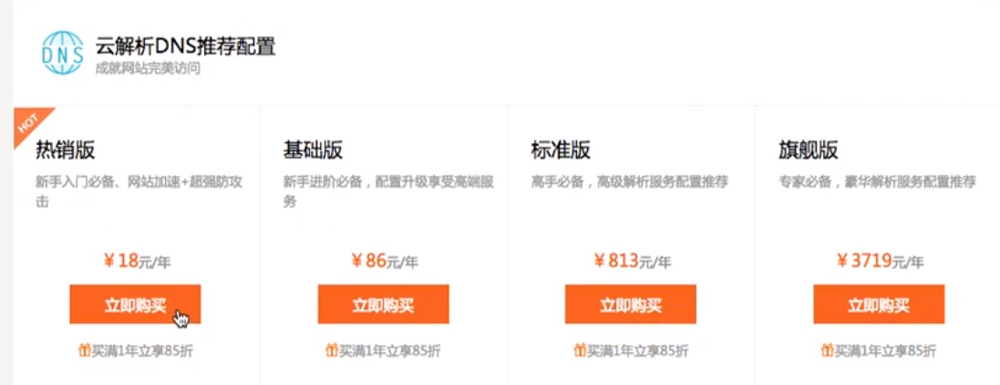 DNS
云解析DNS推荐配置
成就网站完美访问
HOT
热销版
新手入门必备、网站加速+超强防攻
击
¥18元/年
立即购买
买满1年立享85折
基础版
新手进阶必备，配置升级享受高端服
务
¥86元/年
立即购买
买满1年立享85折
标准版
高手必备，高级解析服务配置推荐
¥813元/年
立即购买
买满1年立享85折
旗舰版
专家必备，豪华解析服务配置推荐
¥3719元/年
立即购买
买满1年立享85折